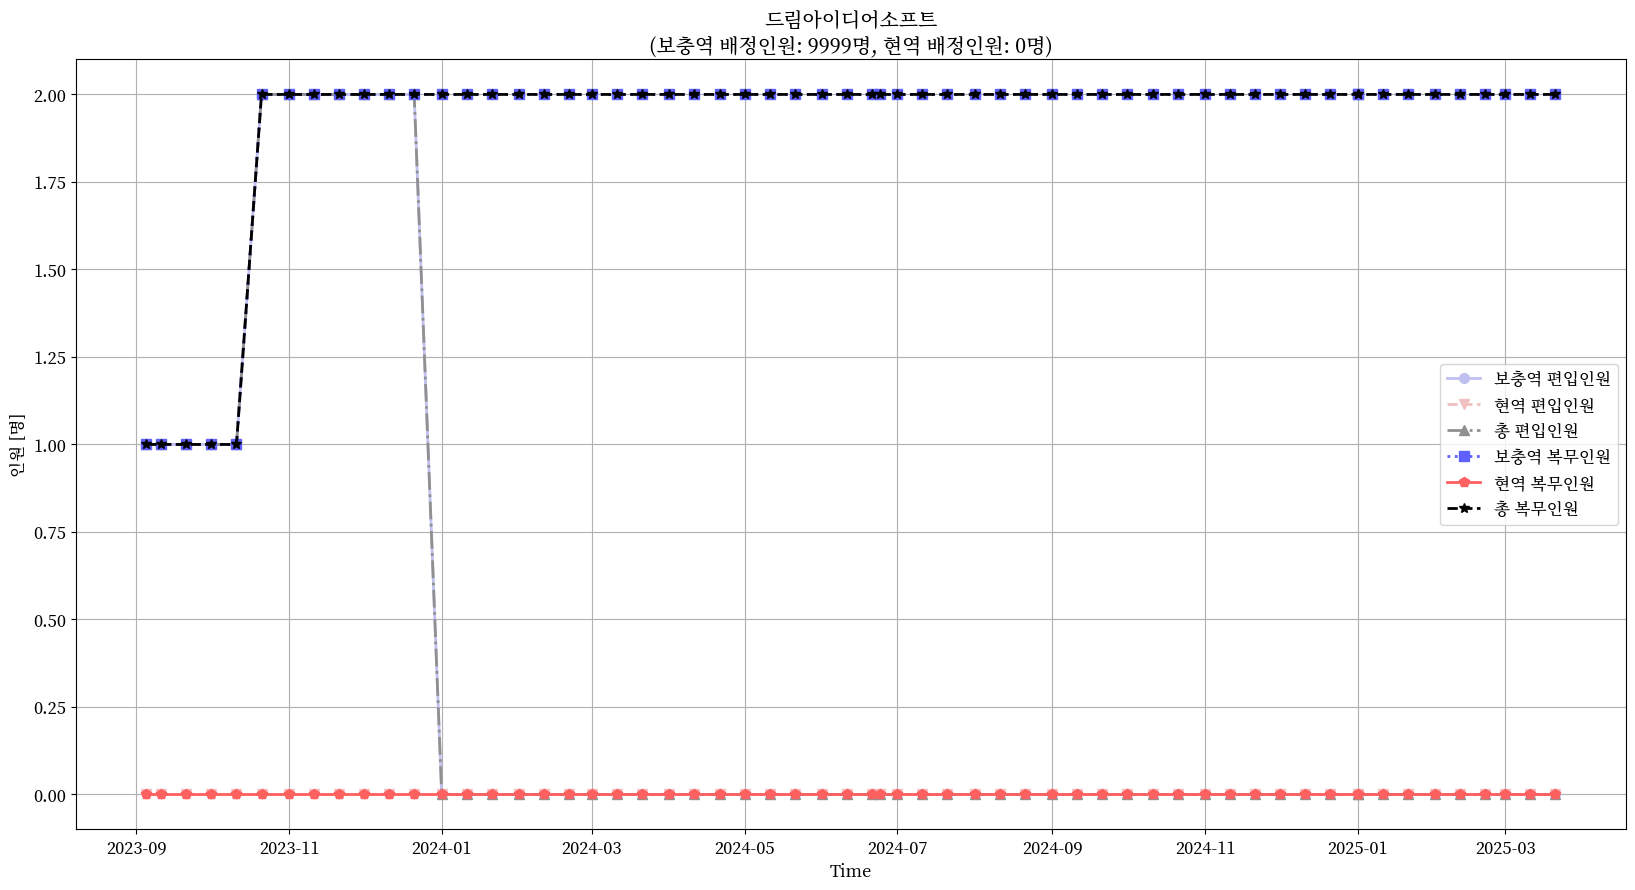 드림아이디어소프트
(보충역 배정인원: 9999명, 현역 배정인원: 0명)
2.00
1.75
1.50
1.25
1.00
0.75
0.50
0.25
0.00
인원 [명]
보충역 편입인원
현역 편입인원
총 편입인원
보충역 복무인원
현역 복무인원
총 복무인원
2023-09
2023-11
2024-01
2024-03
2024-05
2024-07
2024-09
2024-11
2025-01
2025-03
Time